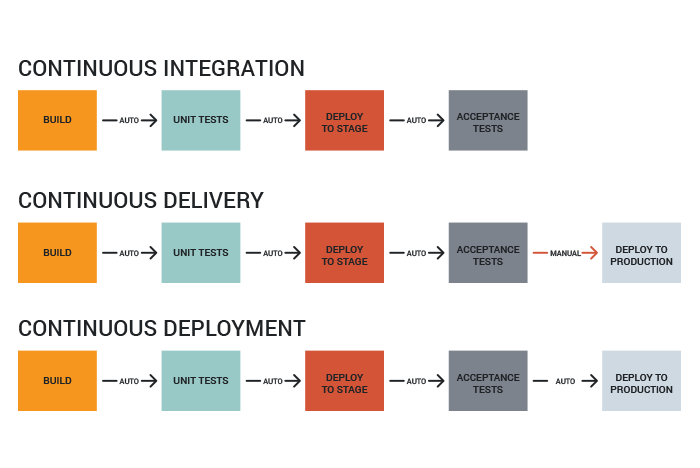 CONTINUOUS INTEGRATION
BUILD
AUTO
UNIT TESTS
AUTO
DEPLOY
TO STAGE
AUTO
ACCEPTANCE
TESTS
CONTINUOUS DELIVERY
BUILD
AUTO
UNIT TESTS
AUTO
DEPLOY
TO STAGE
AUTO
ACCEPTANCE
TESTS
MANUAL
DEPLOY TO
PRODUCTION
CONTINUOUS DEPLOYMENT
BUILD
AUTO
UNIT TESTS
AUTO
DEPLOY
TO STAGE
AUTO
ACCEPTANCE
TESTS
AUTO
DEPLOY TO
PRODUCTION